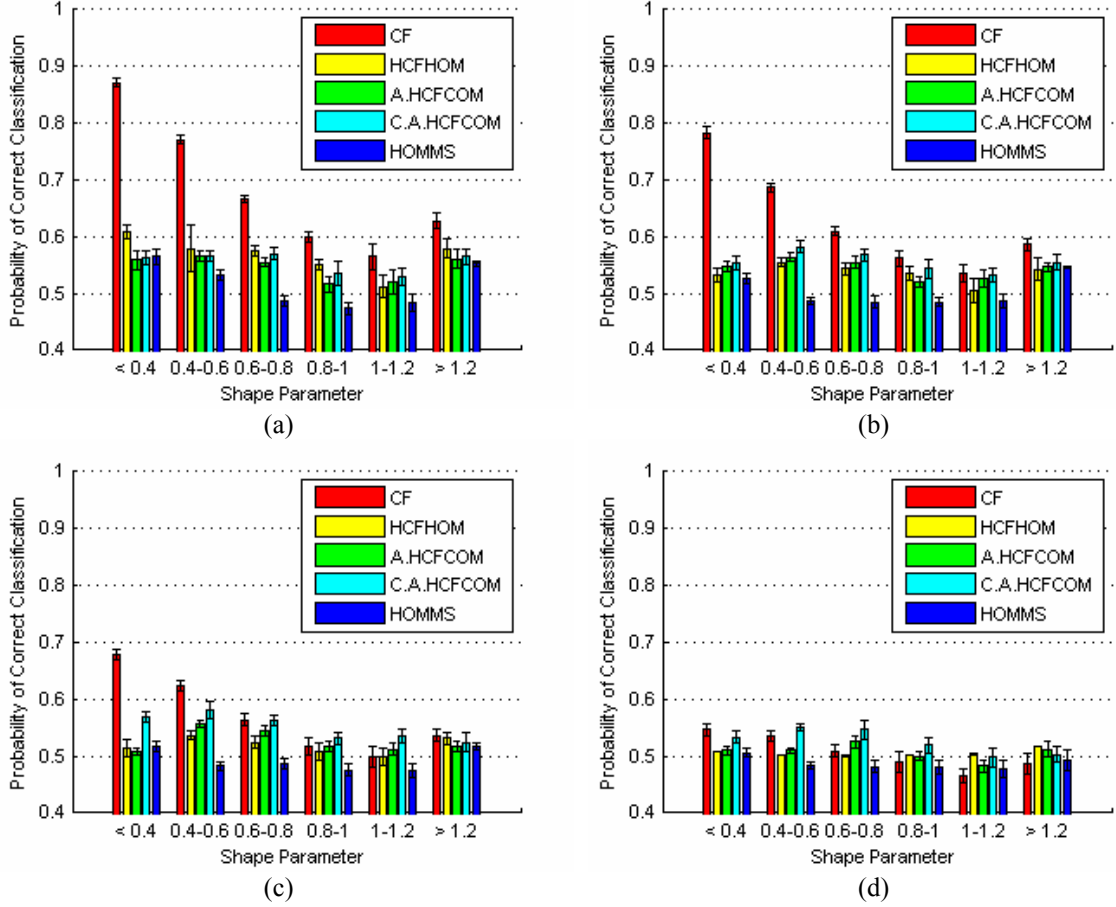 Probability of Correct Classification
1
0.9
0.8
0.7
0.6
0.5
0.4
CF
HCFHOM
A.HCFCOM
C.A.HCFCOM
HOMMS
< 0.4 0.4-0.6 0.6-0.8 0.8-1 1-1.2 > 1.2
Shape Parameter
(a)
Probability of Correct Classification
1
0.9
0.8
0.7
0.6
0.5
0.4
CF
HCFHOM
A.HCFCOM
C.A.HCFCOM
HOMMS
< 0.4 0.4-0.6 0.6-0.8 0.8-1 1-1.2 > 1.2
Shape Parameter
(b)
Probability of Correct Classification
1
0.9
0.8
0.7
0.6
0.5
0.4
CF
HCFHOM
A.HCFCOM
C.A.HCFCOM
HOMMS
< 0.4 0.4-0.6 0.6-0.8 0.8-1 1-1.2 > 1.2
Shape Parameter
(c)
Probability of Correct Classification
1
0.9
0.8
0.7
0.6
0.5
0.4
CF
HCFHOM
A.HCFCOM
C.A.HCFCOM
HOMMS
< 0.4 0.4-0.6 0.6-0.8 0.8-1 1-1.2 > 1.2
Shape Parameter
(d)